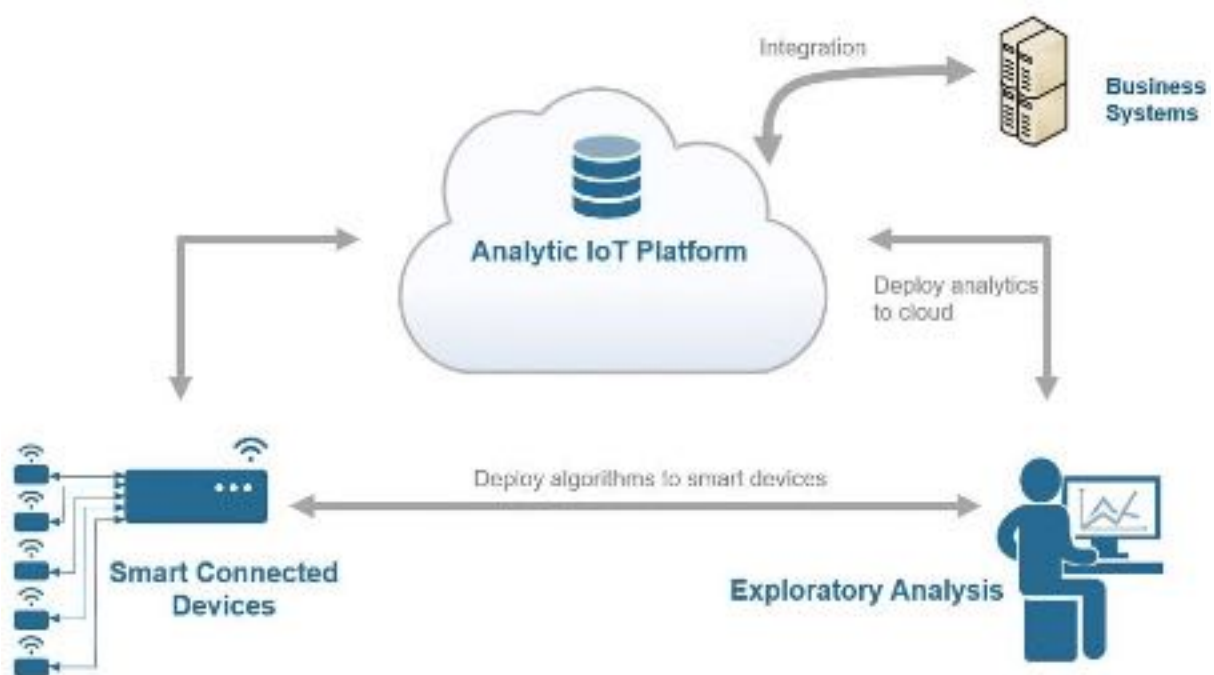 Integration
Business
Systems
Analytic IoT Platform
Deploy analytics
to cloud
Deploy algorithms to smart devices
Smart Connected
Devices
Exploratory Analysis